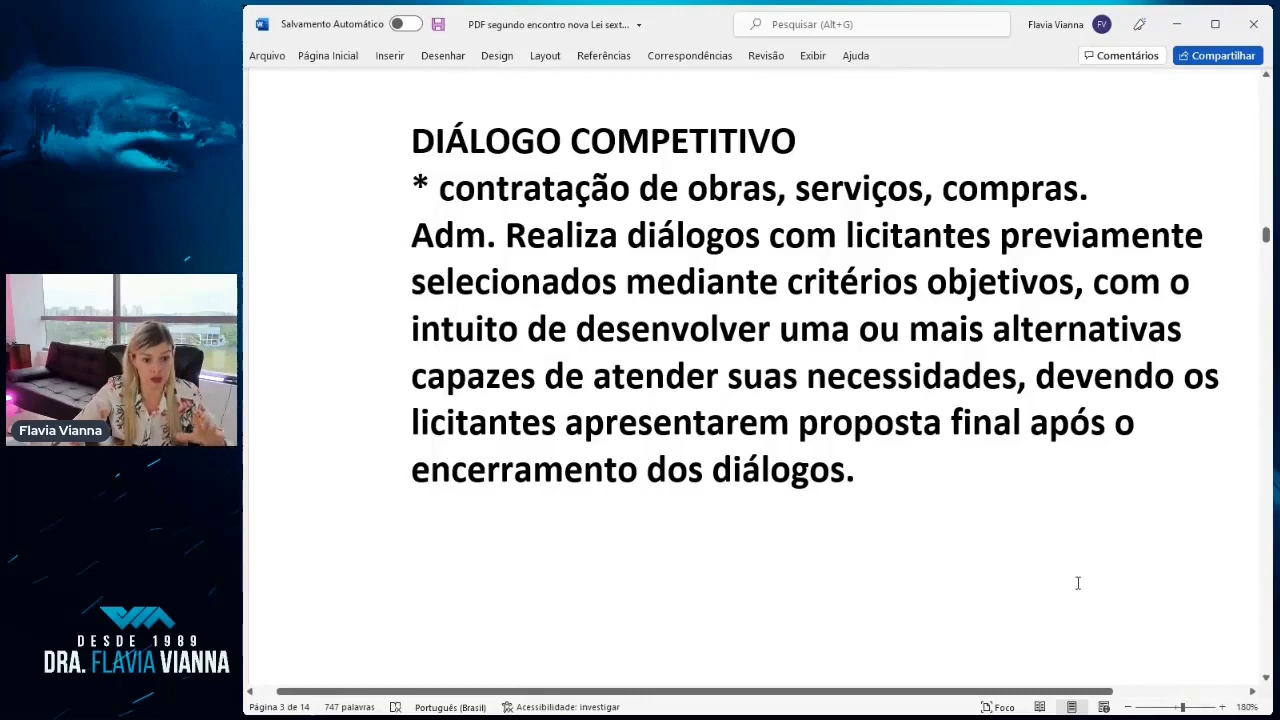 Salvamento Automático
PDF segundo encontro nova Lei sext...
Pesquisar (Alt+G)
Flavia Vianna
FV
Arquivo Página Inicial Inserir Desenhar Design Layout Referências Correspondências Revisão Exibir Ajuda
Comentários
Compartilhar
DIÁLOGO COMPETITIVO
* contratação de obras, serviços, compras.
Adm. Realiza diálogos com licitantes previamente
selecionados mediante critérios objetivos, com o
intuito de desenvolver uma ou mais alternativas
capazes de atender suas necessidades, devendo os
licitantes apresentarem proposta final após o
encerramento dos diálogos.
Flavia Vianna
DESDE 1989
DRA. FLAVIA VIANNA
Página 3 de 14 747 palavras Português (Brasil) Acessibilidade: investigar
Foco
180%